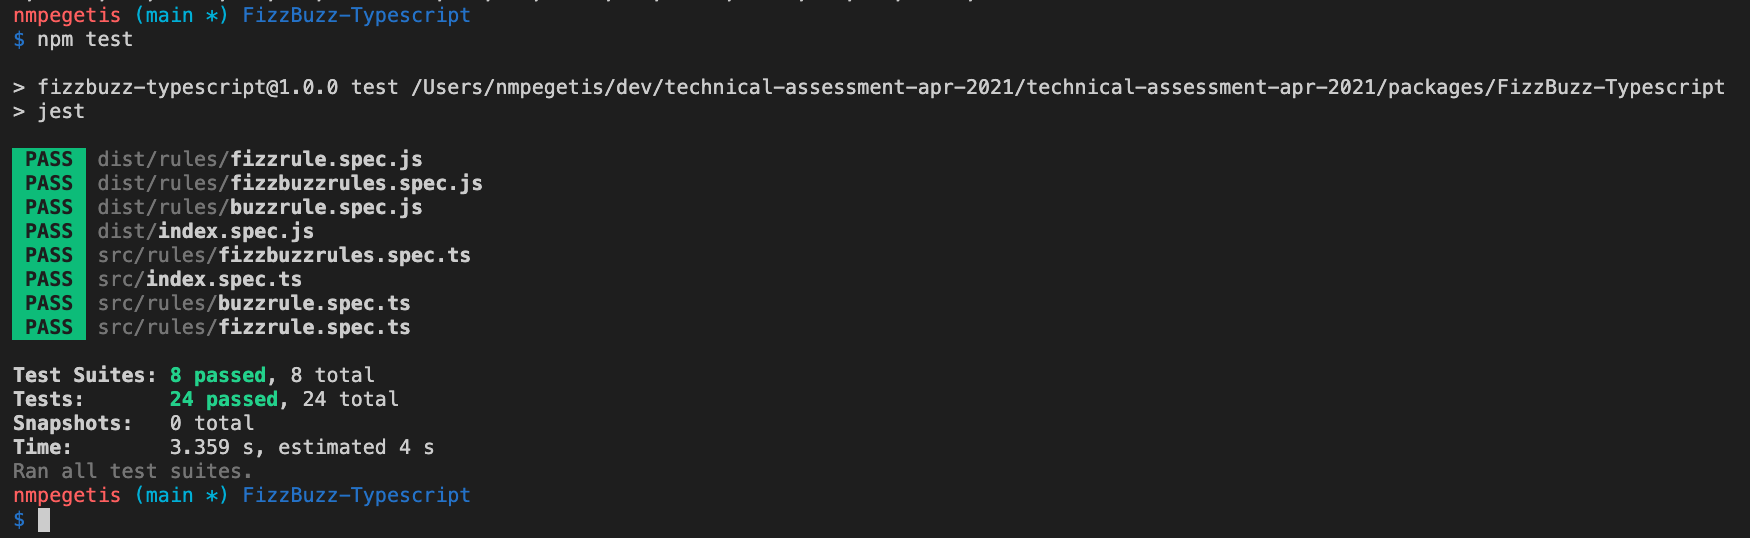 nmpegetis (main *) FizzBuzz-Typescript
$ npm test
> fizzbuzz-typescript@1.0.0 test /Users/nmpegetis/dev/technical-assessment-apr-2021/technical-assessment-apr-2021/packages/FizzBuzz-Typescript
> jest
PASS dist/rules/fizzrule.spec.js
PASS dist/rules/fizzbuzzrules.spec.js
PASS dist/rules/buzzrule.spec.js
PASS dist/index.spec.js
PASS src/rules/fizzbuzzrules.spec.ts
PASS src/index.spec.ts
PASS src/rules/buzzrule.spec.ts
PASS src/rules/fizzrule.spec.ts
Test Suites: 8 passed, 8 total
Tests: 24 passed, 24 total
Snapshots: 0 total
Time: 3.359 s, estimated 4 s
Ran all test suites.
nmpegetis (main *) FizzBuzz-Typescript
$